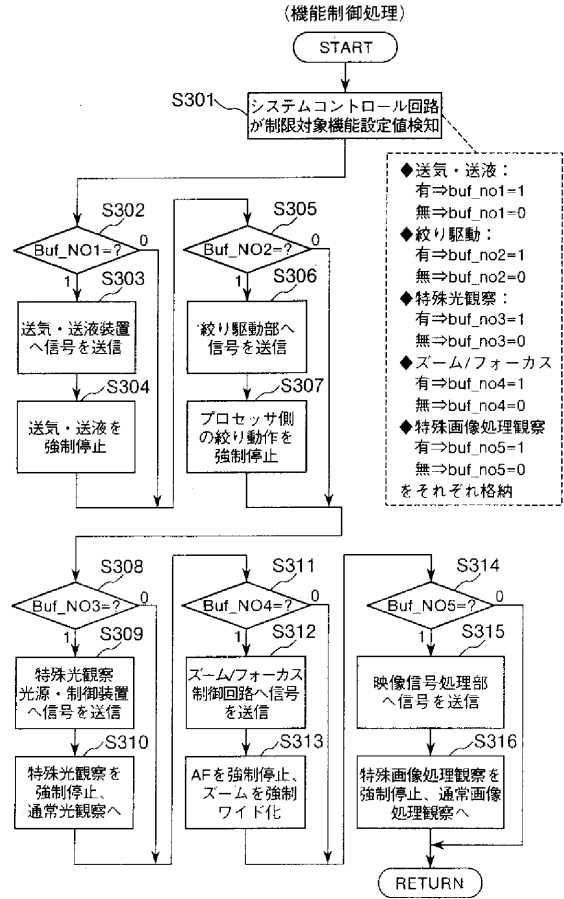 (機能制御処理)
START
S301
システムコントロール回路
が制限対象機能設定値検知
◆送気・送液：
有⇒buf_no1=1
無⇒buf_no1=0
◆絞り駆動：
有⇒buf_no2=1
無⇒buf_no2=0
◆特殊光観察：
有⇒buf_no3=1
無⇒buf_no3=0
◆ズーム/フォーカス
有⇒buf_no4=1
無⇒buf_no4=0
◆特殊画像処理観察
有⇒buf_no5=1
無⇒buf_no5=0
をそれぞれ格納
S302
Buf_NO1=?
0
1
S303
送気・送液装置
へ信号を送信
S304
送気・送液を
強制停止
S305
Buf_NO2=?
0
1
S306
絞り駆動部へ
信号を送信
S307
プロセッサ側
の絞り動作を
強制停止
S308
Buf_NO3=?
0
1
S309
特殊光観察
光源・制御装置
へ信号を送信
S310
特殊光観察を
強制停止、
通常光観察へ
S311
Buf_NO4=?
0
1
S312
ズーム/フォーカス
制御回路へ信号
を送信
S313
AFを強制停止、
ズームを強制
ワイド化
S314
Buf_NO5=?
0
1
S315
映像信号処理部
へ信号を送信
S316
特殊画像処理観察を
強制停止、通常画像
処理観察へ
RETURN